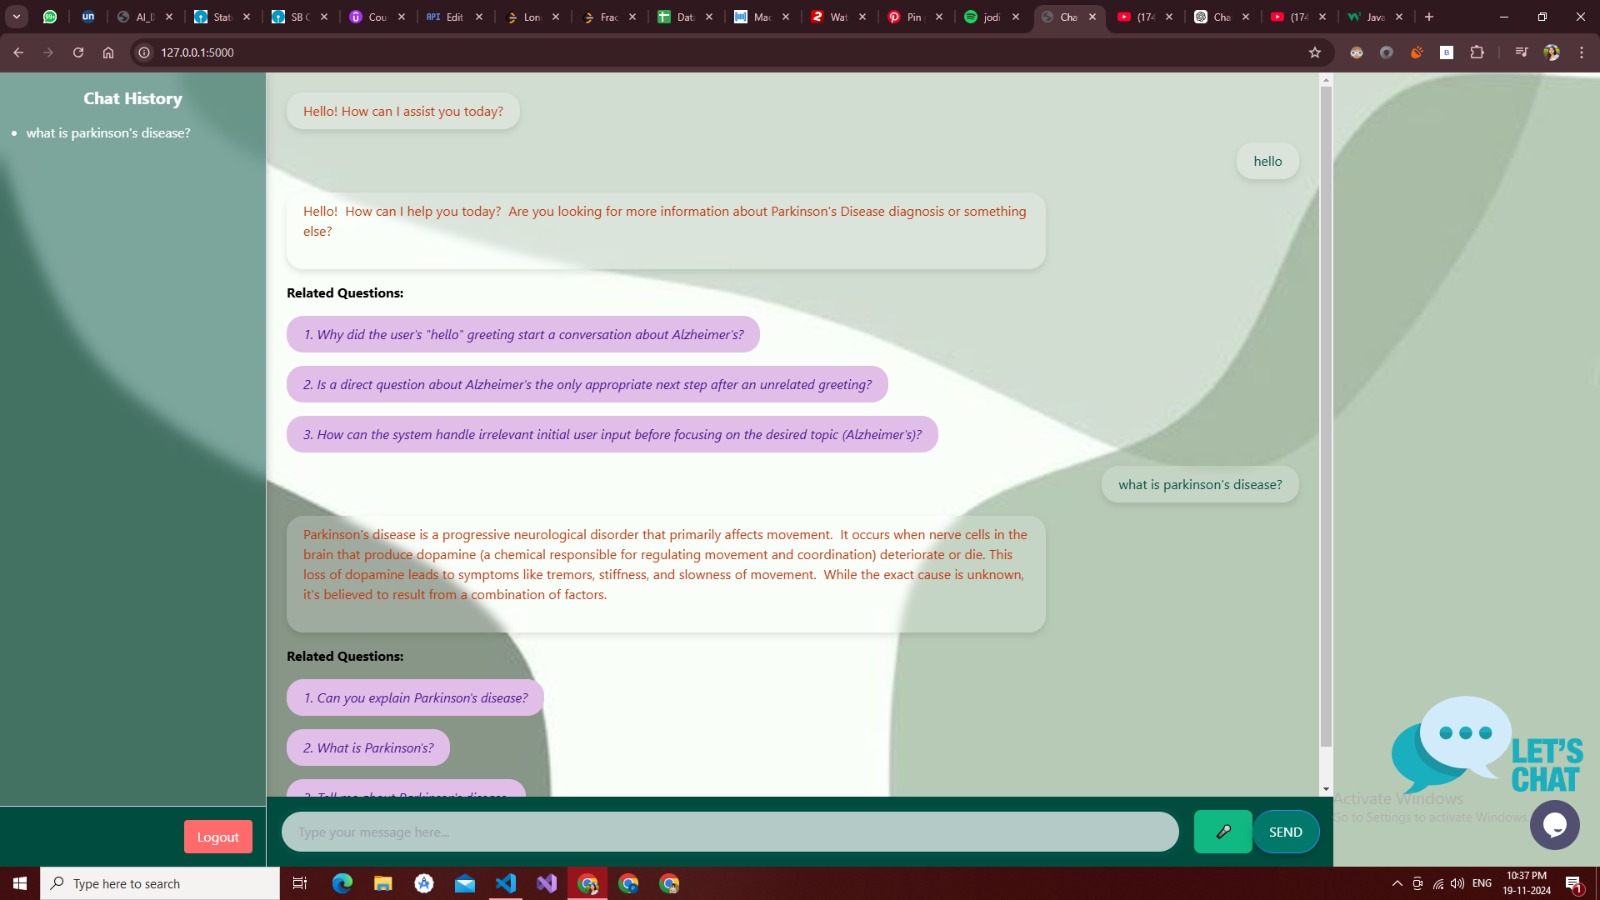 AI_D
Stat
SB C
Cou
API Edit
Lon
Frac
Dat
Mac
2 Wat
Pin
jodi
Cha
(174
Cha
(174
Java
127.0.0.1:5000
Chat History
what is parkinson's disease?
Hello! How can I assist you today?
hello
Hello!  How can I help you today?  Are you looking for more information about Parkinson's Disease diagnosis or something
else?
Related Questions:
1. Why did the user's "hello" greeting start a conversation about Alzheimer's?
2. Is a direct question about Alzheimer's the only appropriate next step after an unrelated greeting?
3. How can the system handle irrelevant initial user input before focusing on the desired topic (Alzheimer's)?
what is parkinson's disease?
Parkinson's disease is a progressive neurological disorder that primarily affects movement.  It occurs when nerve cells in the
brain that produce dopamine (a chemical responsible for regulating movement and coordination) deteriorate or die. This
loss of dopamine leads to symptoms like tremors, stiffness, and slowness of movement.  While the exact cause is unknown,
it's believed to result from a combination of factors.
Related Questions:
1. Can you explain Parkinson's disease?
2. What is Parkinson's?
3. Tell me about Parkinson's disease.
LET'S
CHAT
Activate Windows
Go to Settings to activate Windows.
Logout
Type your message here...
SEND
Type here to search
ENG
10:37 PM
19-11-2024
1